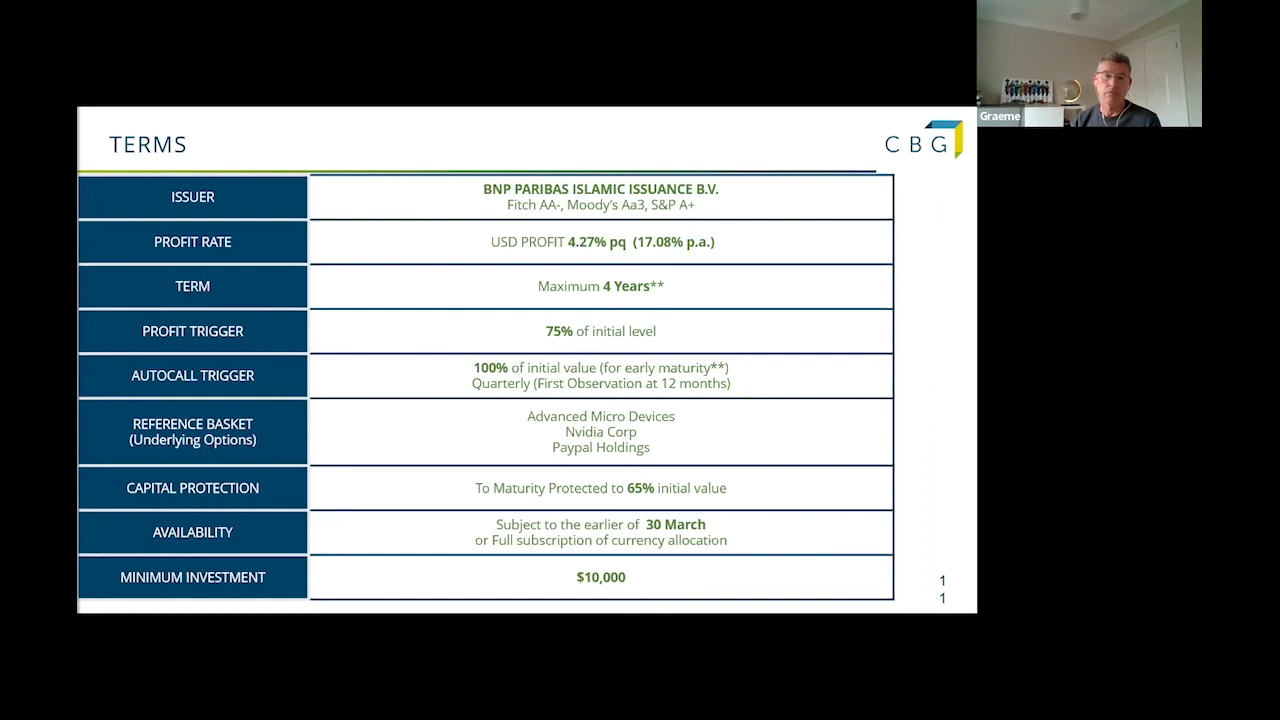 Graeme
TERMS
CBG
ISSUER
BNP PARIBAS ISLAMIC ISSUANCE B.V.
Fitch AA-, Moody's Aa3, S&P A+
PROFIT RATE
USD PROFIT 4.27% pq (17.08% p.a.)
TERM
Maximum 4 Years**
PROFIT TRIGGER
75% of initial level
AUTOCALL TRIGGER
100% of initial value (for early maturity**)
Quarterly (First Observation at 12 months)
REFERENCE BASKET
(Underlying Options)
Advanced Micro Devices
Nvidia Corp
Paypal Holdings
CAPITAL PROTECTION
To Maturity Protected to 65% initial value
AVAILABILITY
Subject to the earlier of 30 March
or Full subscription of currency allocation
MINIMUM INVESTMENT
$10,000
1
1